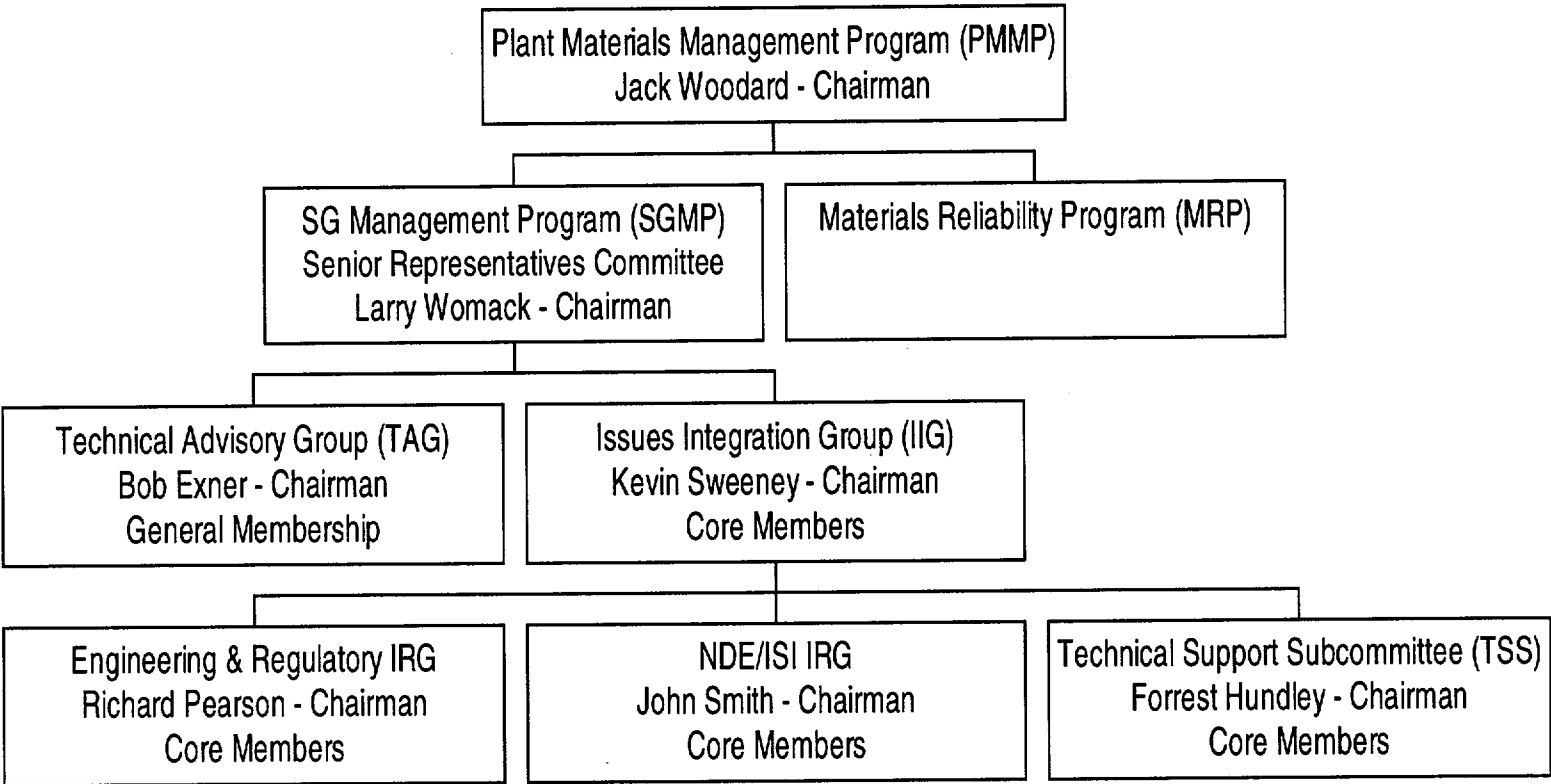 Plant Materials Management Program (PMMP)
Jack Woodard - Chairman
SG Management Program (SGMP)
Senior Representatives Committee
Larry Womack - Chairman
Materials Reliability Program (MRP)
Technical Advisory Group (TAG)
Bob Exner - Chairman
General Membership
Issues Integration Group (IIG)
Kevin Sweeney - Chairman
Core Members
Engineering & Regulatory IRG
Richard Pearson - Chairman
Core Members
NDE/ISI IRG
John Smith - Chairman
Core Members
Technical Support Subcommittee (TSS)
Forrest Hundley - Chairman
Core Members